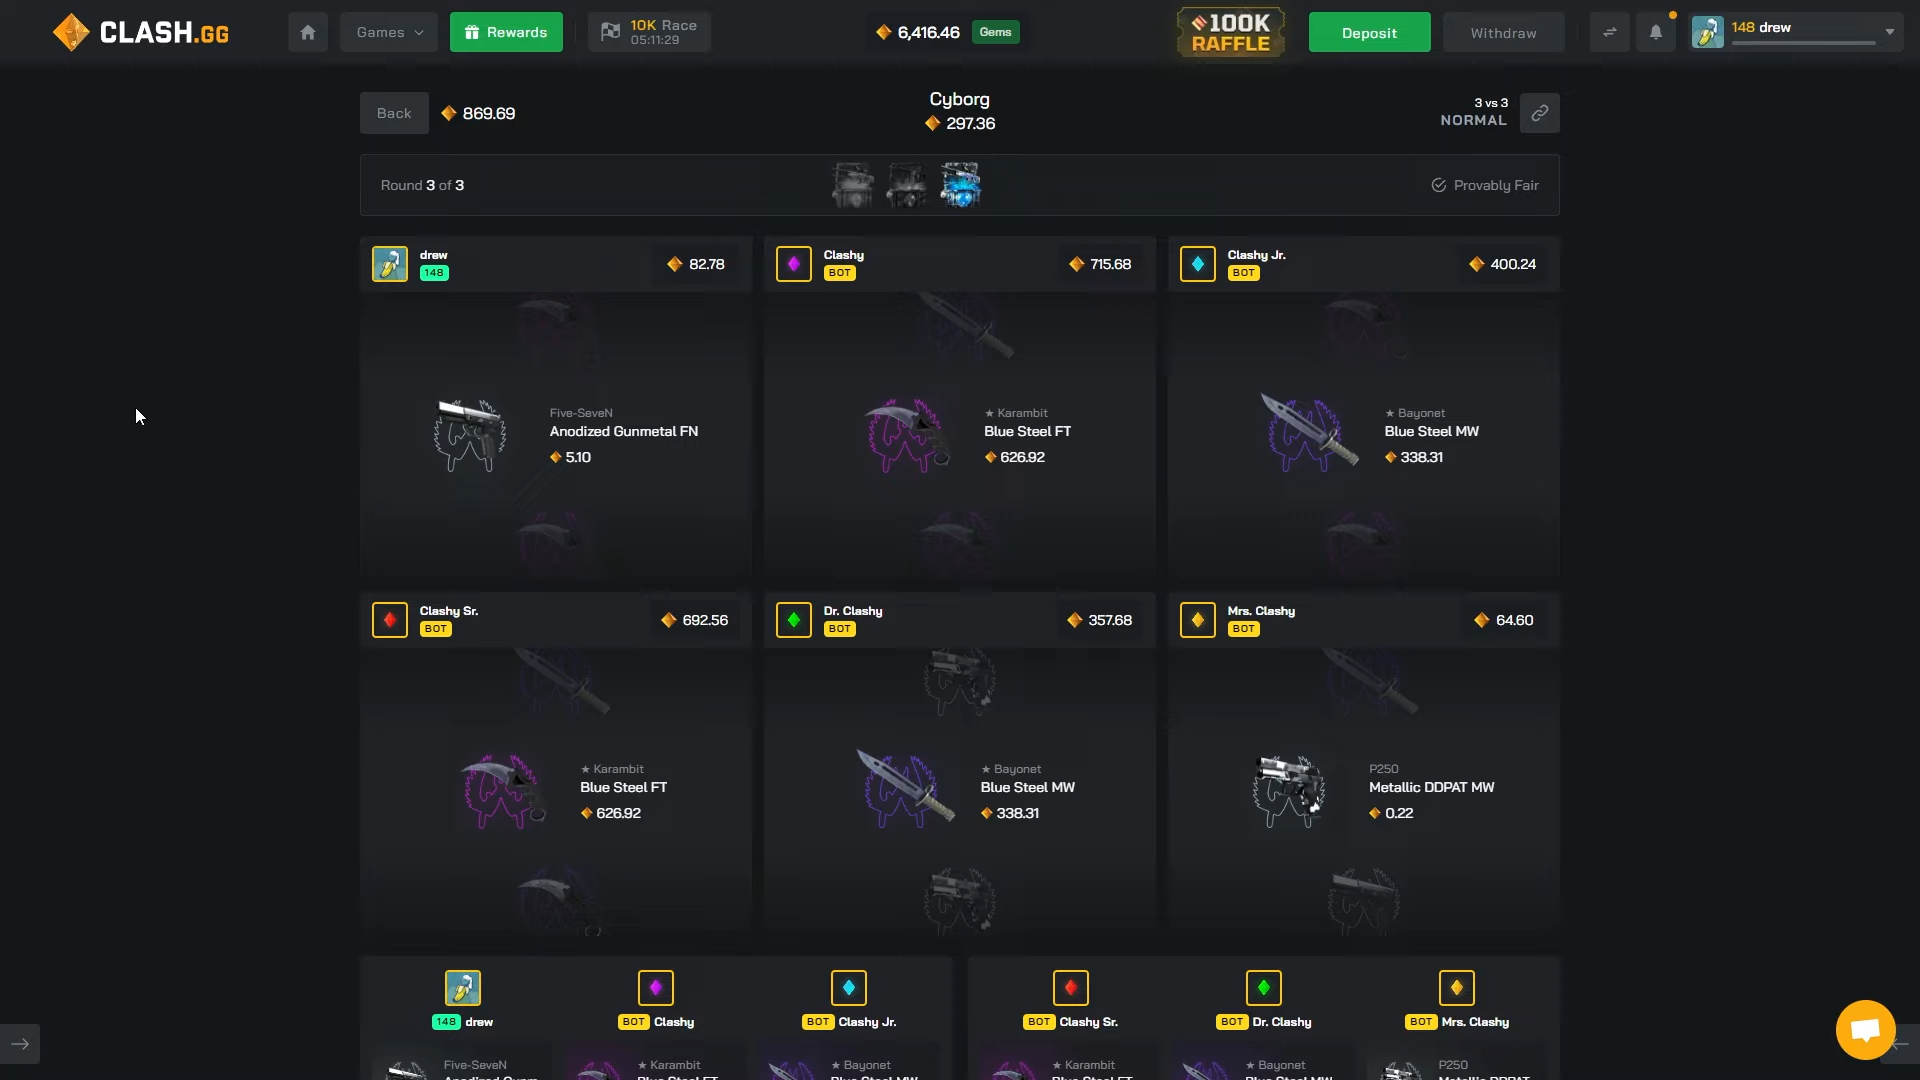 CLASH.GG
Games
Rewards
10K Race
05:11:29
6,416.46 Gems
100K
RAFFLE
Deposit
Withdraw
148 drew
Back
869.69
Cyborg
297.36
3 vs 3
NORMAL
Round 3 of 3
Provably Fair
drew
148
82.78
Clashy
BOT
715.68
Clashy Jr.
BOT
400.24
Five-SeveN
Anodized Gunmetal FN
5.10
★ Karambit
Blue Steel FT
626.92
★ Bayonet
Blue Steel MW
338.31
Clashy Sr.
BOT
692.56
Dr. Clashy
BOT
357.68
Mrs. Clashy
BOT
64.60
★ Karambit
Blue Steel FT
626.92
★ Bayonet
Blue Steel MW
338.31
P250
Metallic DDPAT MW
0.22
148 drew
BOT Clashy
BOT Clashy Jr.
BOT Clashy Sr.
BOT Dr. Clashy
BOT Mrs. Clashy
Five-SeveN
★ Karambit
★ Bayonet
★ Karambit
★ Bayonet
P250